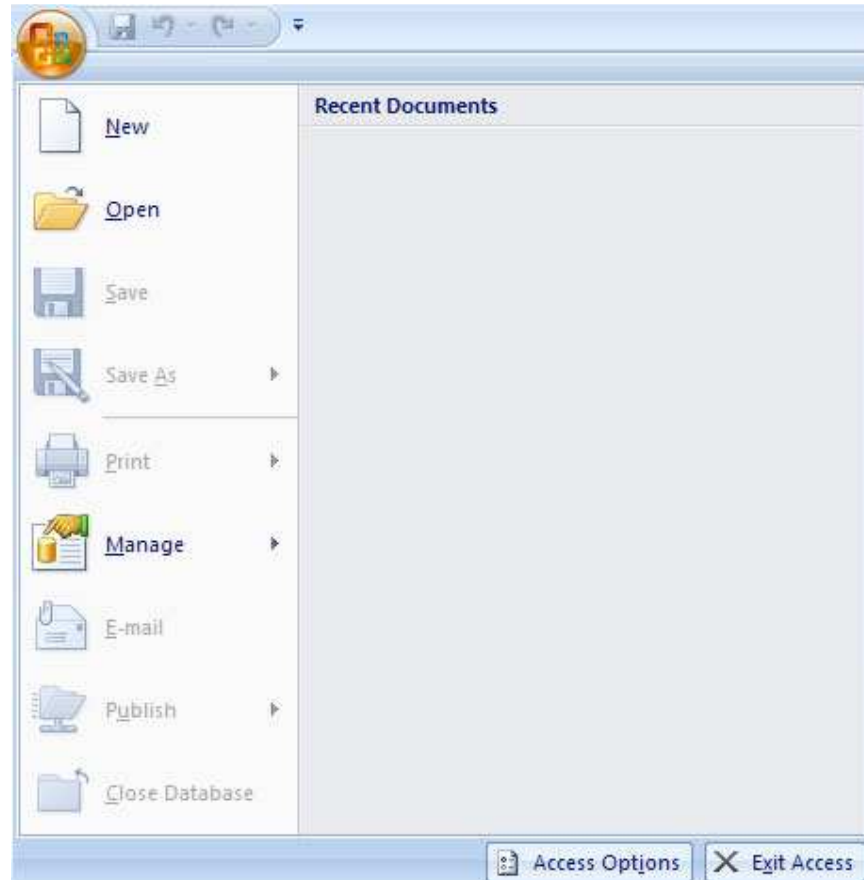 New
Open
Save
Save As
Print
Manage
E-mail
Publish
Close Database
Recent Documents
Access Options
Exit Access